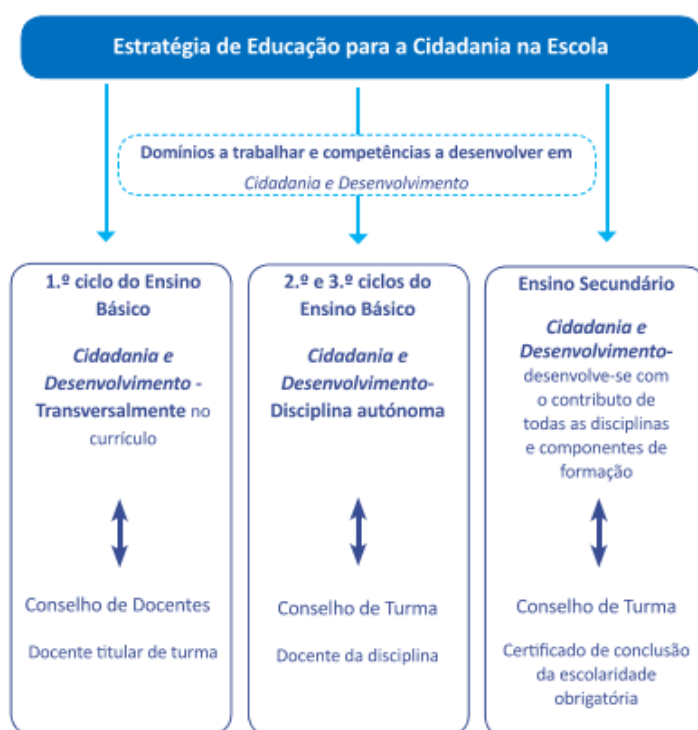 Estratégia de Educação para a Cidadania na Escola
Domínios a trabalhar e competências a desenvolver em
Cidadania e Desenvolvimento
1.º ciclo do Ensino
Básico
Cidadania e
Desenvolvimento -
Transversalmente no
currículo
Conselho de Docentes
Docente titular de turma
2.º e 3.º ciclos do
Ensino Básico
Cidadania e
Desenvolvimento-
Disciplina autónoma
Conselho de Turma
Docente da disciplina
Ensino Secundário
Cidadania e
Desenvolvimento-
desenvolve-se com
o contributo de
todas as disciplinas
e componentes de
formação
Conselho de Turma
Certificado de conclusão
da escolaridade
obrigatória